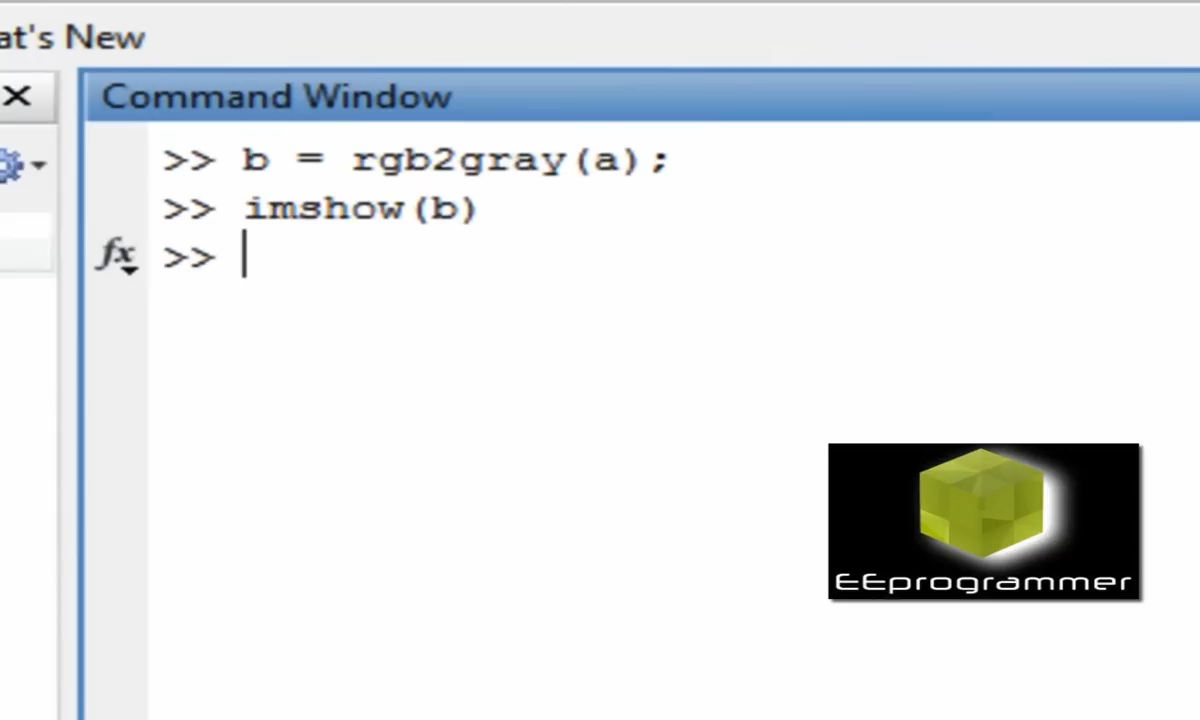 at's New
Command Window
>> b = rgb2gray(a);
>> imshow(b)
fx >>
EEprogrammer